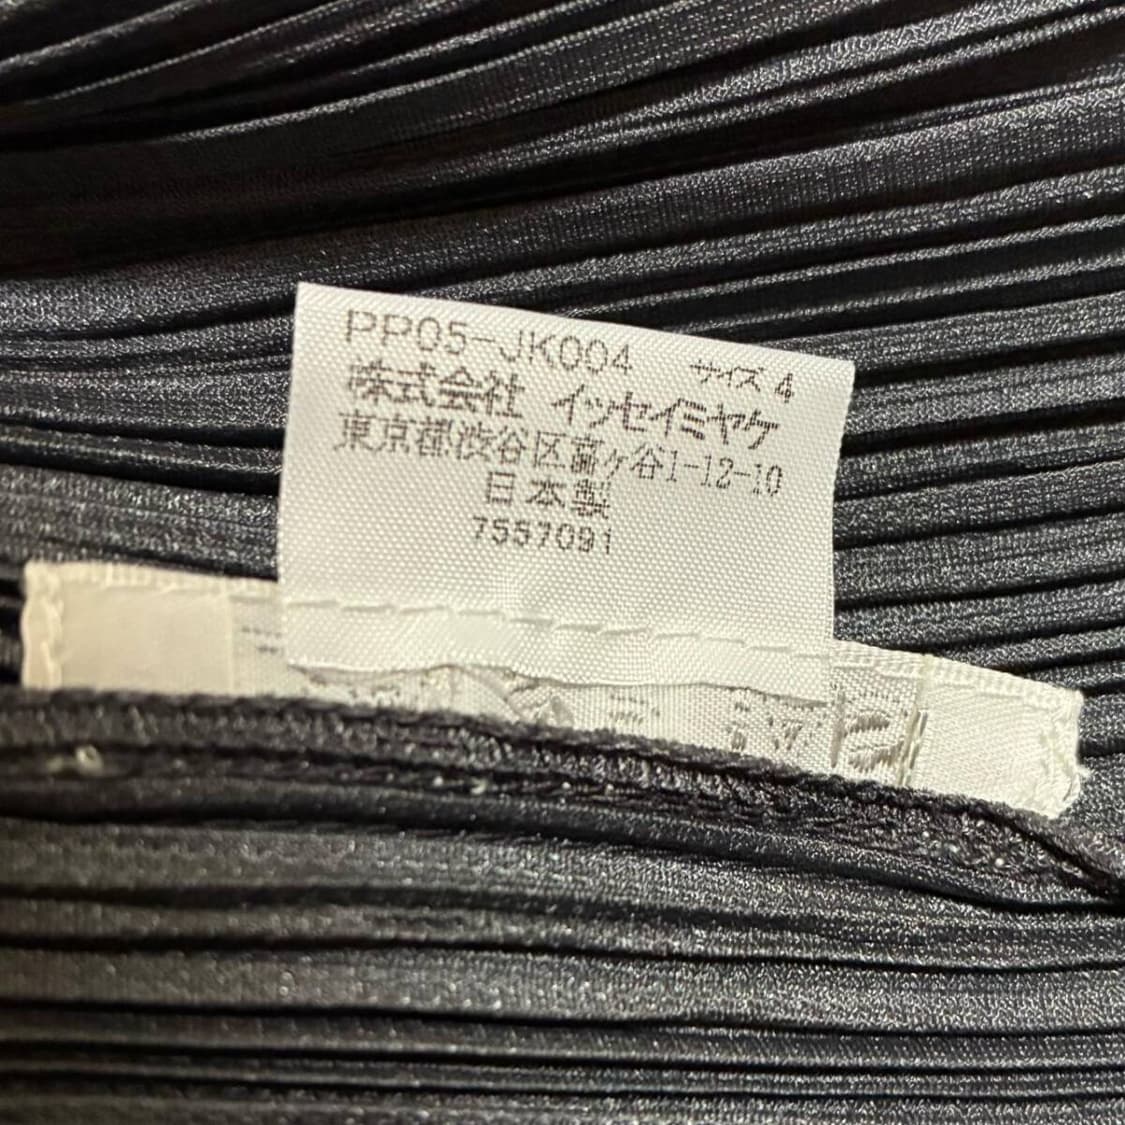 PP05-JK004 サイズ 4
株式会社 イッセイミヤケ
東京都渋谷区富ヶ谷1-12-10
日本製
7557091